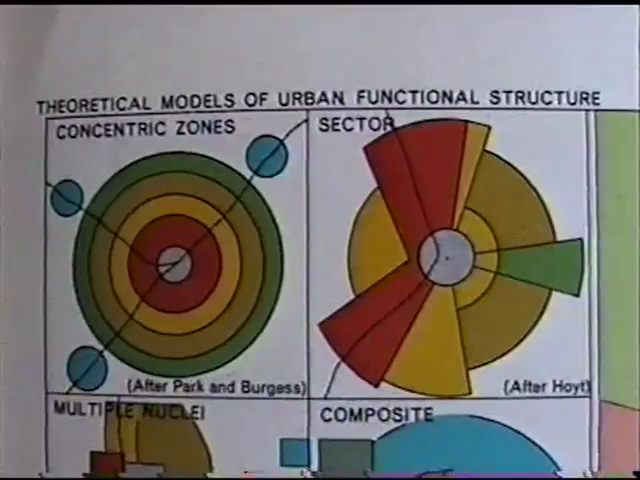 THEORETICAL MODELS OF URBAN FUNCTIONAL STRUCTURE
CONCENTRIC ZONES
SECTOR
(After Park and Burgess)
(After Hoyt)
MULTIPLE NUCLEI
COMPOSITE